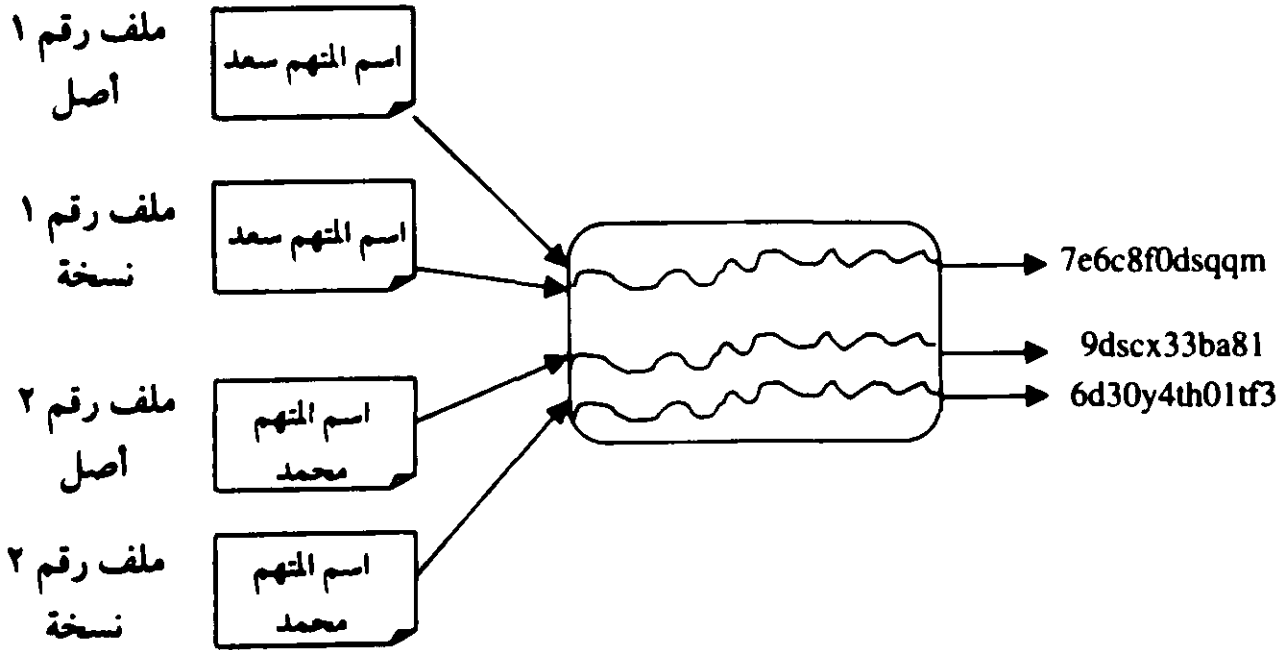 ملف رقم ١
أصل
اسم المتهم سعد
ملف رقم ١
نسخة
اسم المتهم سعد
ملف رقم ٢
أصل
اسم المتهم
محمد
ملف رقم ٢
نسخة
اسم المتهم
محمد
7e6c8f0dsqqm
9dscx33ba81
6d30y4th01tf3